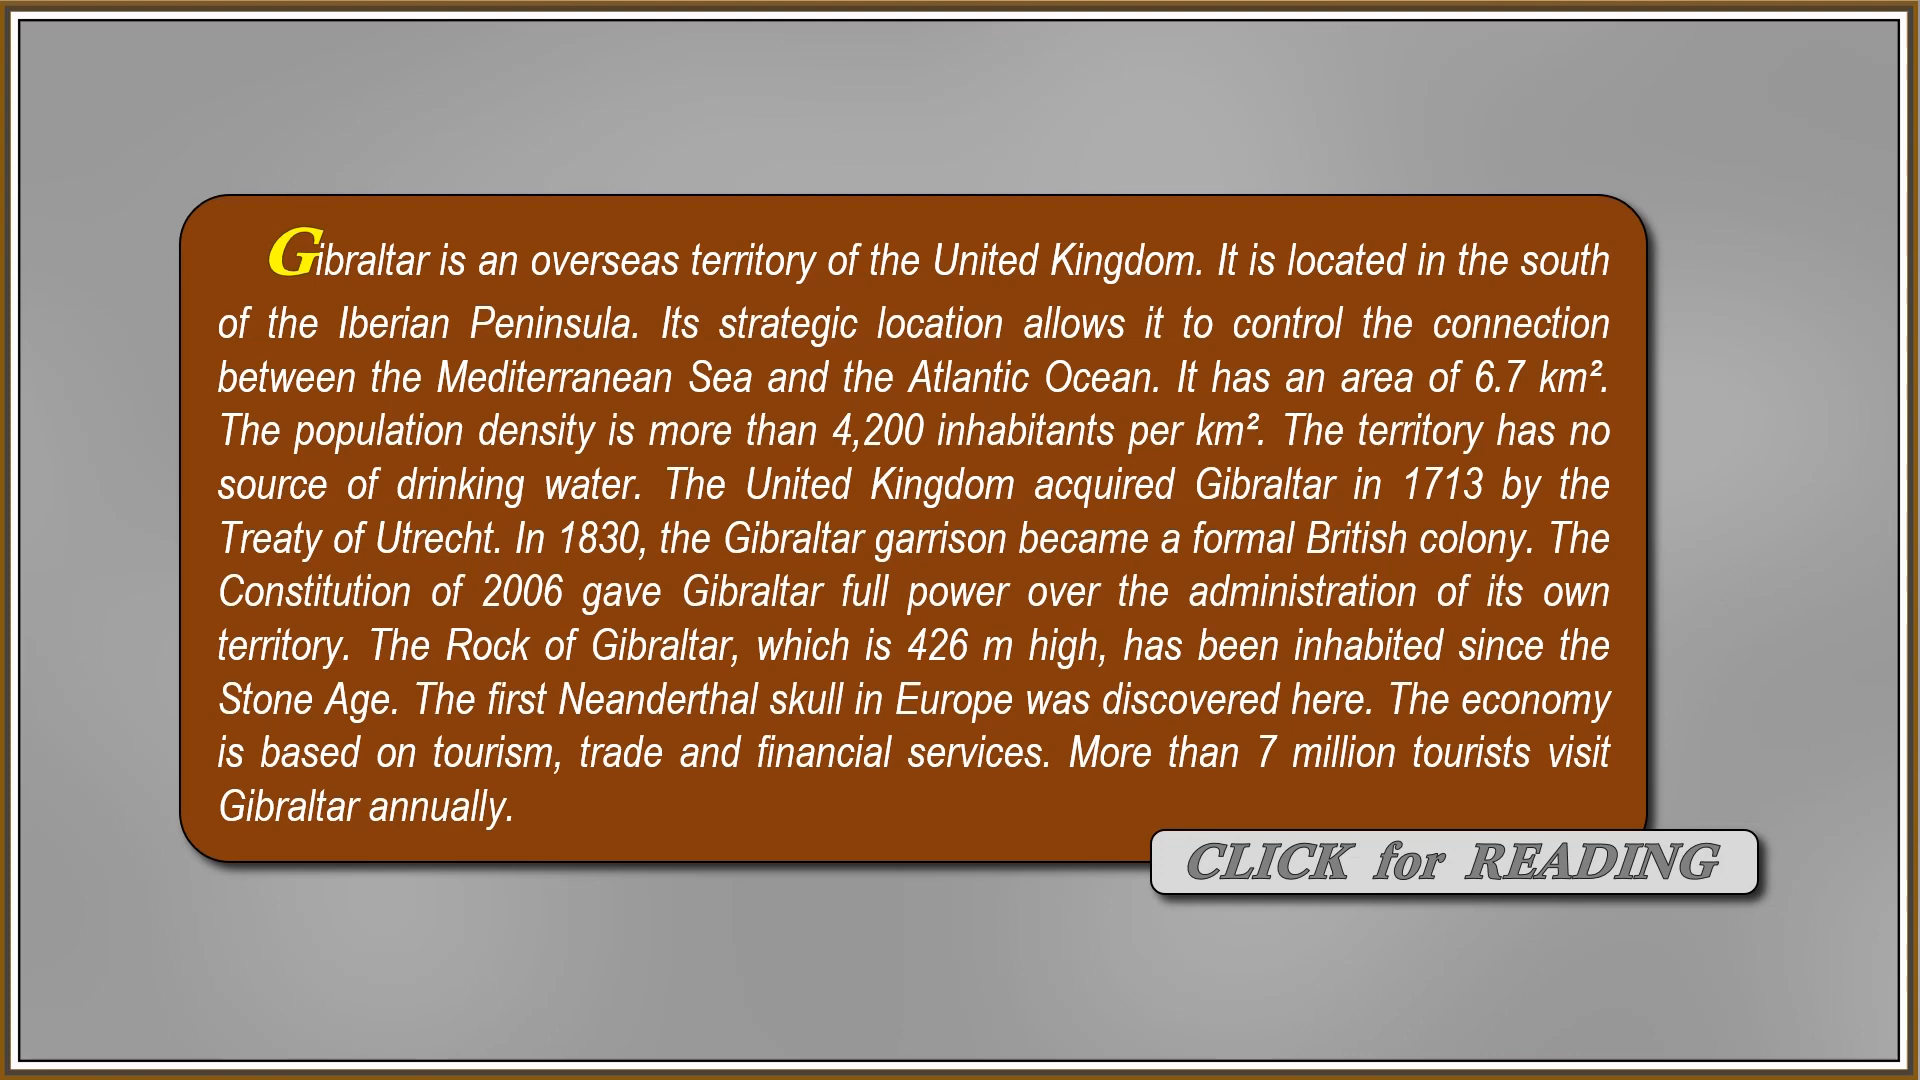 Gibraltar is an overseas territory of the United Kingdom. It is located in the south
of the Iberian Peninsula. Its strategic location allows it to control the connection
between the Mediterranean Sea and the Atlantic Ocean. It has an area of 6.7 km².
The population density is more than 4,200 inhabitants per km². The territory has no
source of drinking water. The United Kingdom acquired Gibraltar in 1713 by the
Treaty of Utrecht. In 1830, the Gibraltar garrison became a formal British colony. The
Constitution of 2006 gave Gibraltar full power over the administration of its own
territory. The Rock of Gibraltar, which is 426 m high, has been inhabited since the
Stone Age. The first Neanderthal skull in Europe was discovered here. The economy
is based on tourism, trade and financial services. More than 7 million tourists visit
Gibraltar annually.
CLICK for READING